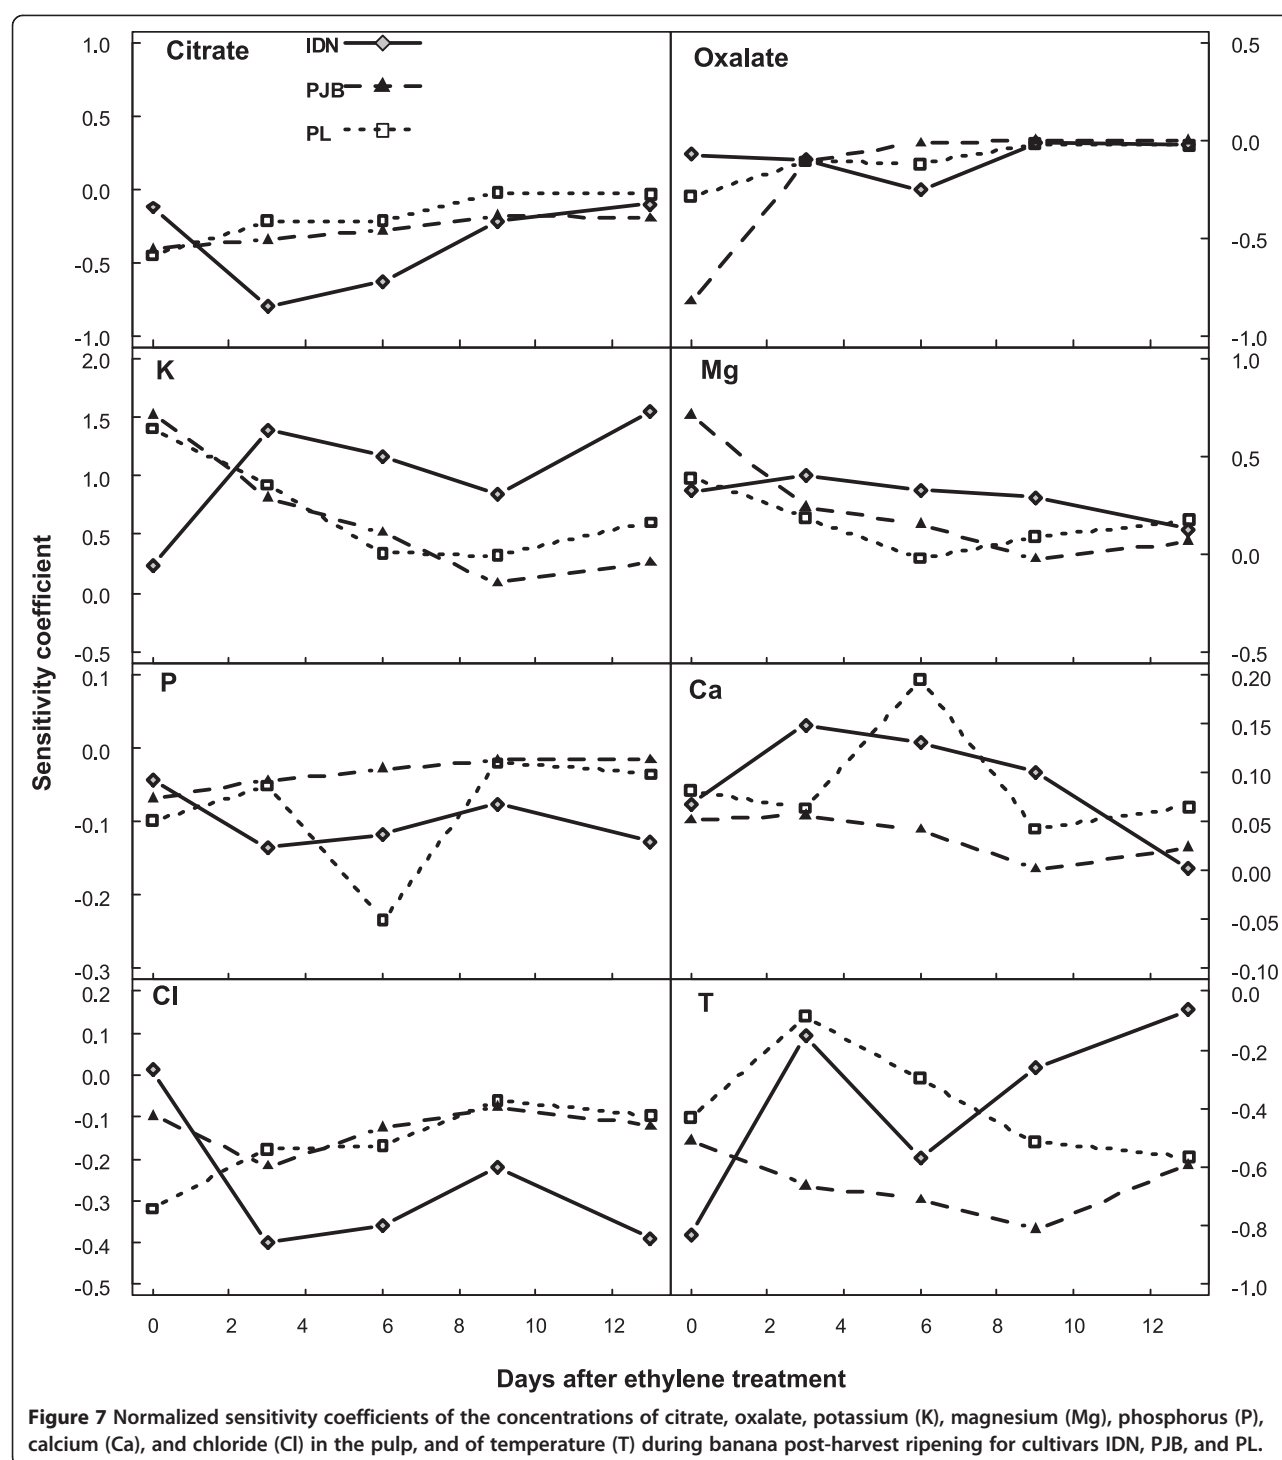 Citrate
IDN
PJB
PL
1.0
0.5
0.0
-0.5
-1.0
Oxalate
0.5
0.0
-0.5
-1.0
K
2.0
1.5
1.0
0.5
0.0
-0.5
Mg
1.0
0.5
0.0
-0.5
P
0.1
0.0
-0.1
-0.2
-0.3
Ca
0.20
0.15
0.10
0.05
0.00
-0.05
-0.10
Cl
0.2
0.1
0.0
-0.1
-0.2
-0.3
-0.4
-0.5
T
0.0
-0.2
-0.4
-0.6
-0.8
-1.0
Sensitivity coefficient
0 2 4 6 8 10 12
0 2 4 6 8 10 12
Days after ethylene treatment
Figure 7 Normalized sensitivity coefficients of the concentrations of citrate, oxalate, potassium (K), magnesium (Mg), phosphorus (P),
calcium (Ca), and chloride (Cl) in the pulp, and of temperature (T) during banana post-harvest ripening for cultivars IDN, PJB, and PL.